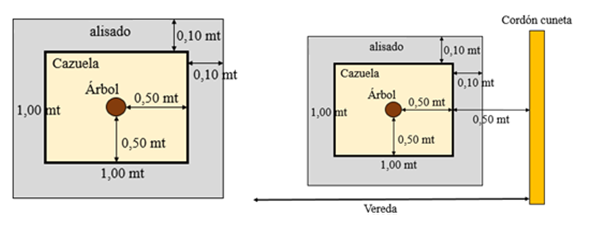 alisado
0,10 mt
Cazuela
0,10 mt
Árbol
0,50 mt
1,00 mt
0,50 mt
1,00 mt
Cordón cuneta
alisado
0,10 mt
Cazuela
0,10 mt
Árbol
0,50 mt
1,00 mt
0,50 mt
0,50 mt
1,00 mt
Vereda